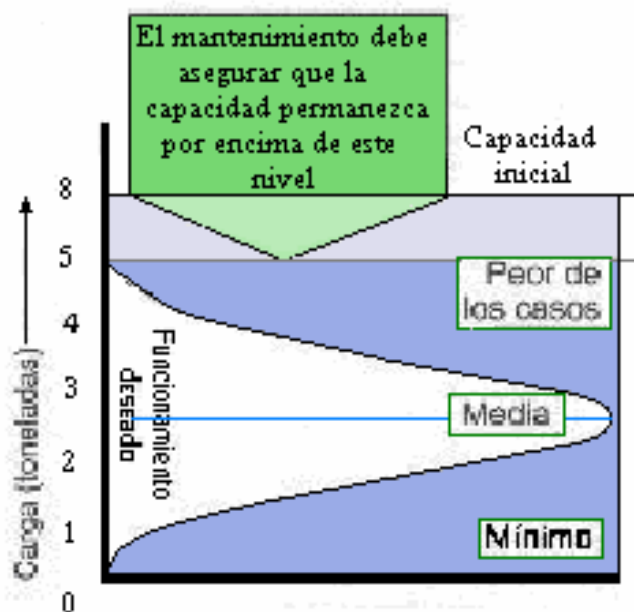 El mantenimiento debe
asegurar que la
capacidad permanezca
por encima de este
nivel
Capacidad
inicial
8
5
4
3
2
1
0
Carga (toneladas)
Peor de
los casos
Funcionamiento
deseado
Media
Mínimo